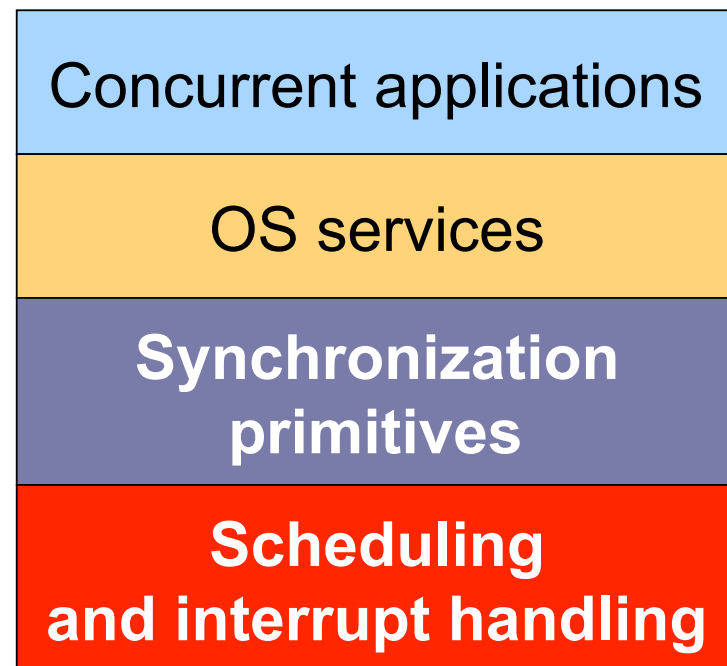 Concurrent applications
OS services
Synchronization
primitives
Scheduling
and interrupt handling